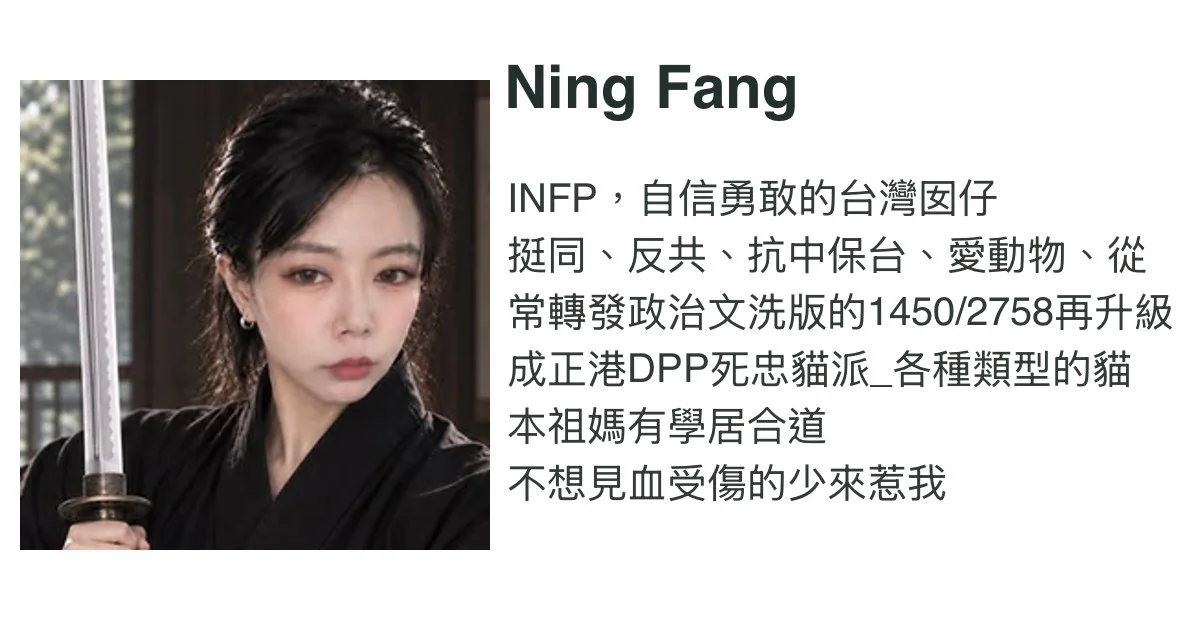 Ning Fang
INFP，自信勇敢的台灣囡仔
挺同、反共、抗中保台、愛動物、從
常轉發政治文洗版的1450/2758再升級
成正港DPP死忠貓派_各種類型的貓
本祖媽有學居合道
不想見血受傷的少來惹我